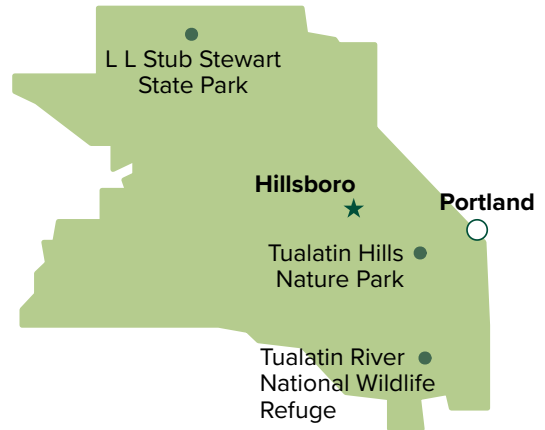 L L Stub Stewart
State Park
Hillsboro
Portland
Tualatin Hills
Nature Park
Tualatin River
National Wildlife
Refuge